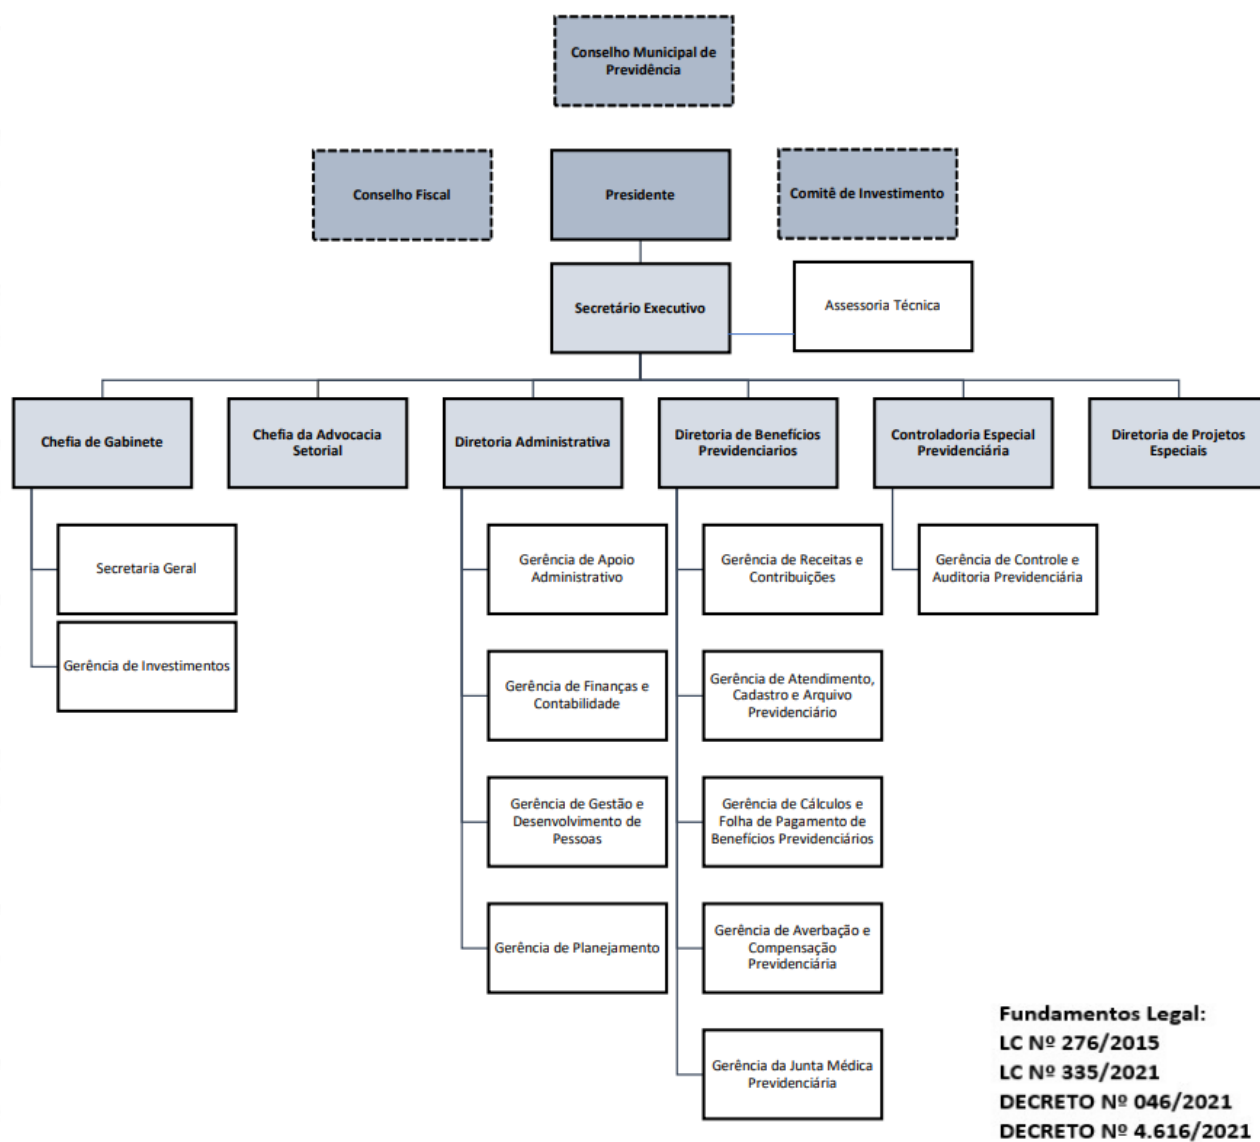 Conselho Municipal de
Previdência
Conselho Fiscal
Presidente
Comitê de Investimento
Secretário Executivo
Assessoria Técnica
Chefia de Gabinete
Chefia da Advocacia
Setorial
Diretoria Administrativa
Diretoria de Benefícios
Previdenciarios
Controladoria Especial
Previdenciária
Diretoria de Projetos
Especiais
Secretaria Geral
Gerência de Investimentos
Gerência de Apoio
Administrativo
Gerência de Finanças e
Contabilidade
Gerência de Gestão e
Desenvolvimento de
Pessoas
Gerência de Planejamento
Gerência de Receitas e
Contribuições
Gerência de Atendimento,
Cadastro e Arquivo
Previdenciário
Gerência de Cálculos e
Folha de Pagamento de
Benefícios Previdenciários
Gerência de Averbação e
Compensação
Previdenciária
Gerência da Junta Médica
Previdenciária
Gerência de Controle e
Auditoria Previdenciária
Fundamentos Legal:
LC Nº 276/2015
LC Nº 335/2021
DECRETO Nº 046/2021
DECRETO Nº 4.616/2021